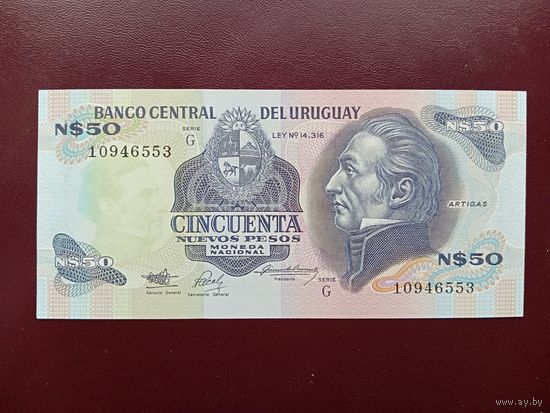 BANCO CENTRAL DEL URUGUAY
N$50
SERIE
G
LEY Nº 14.316
N$50
10946553
ARTIGAS
CINCUENTA
NUEVOS PESOS
MONEDA
NACIONAL
N$50
N$50
Gerente General
Secretario General
Presidente
SERIE
G
10946553
www.ay.by